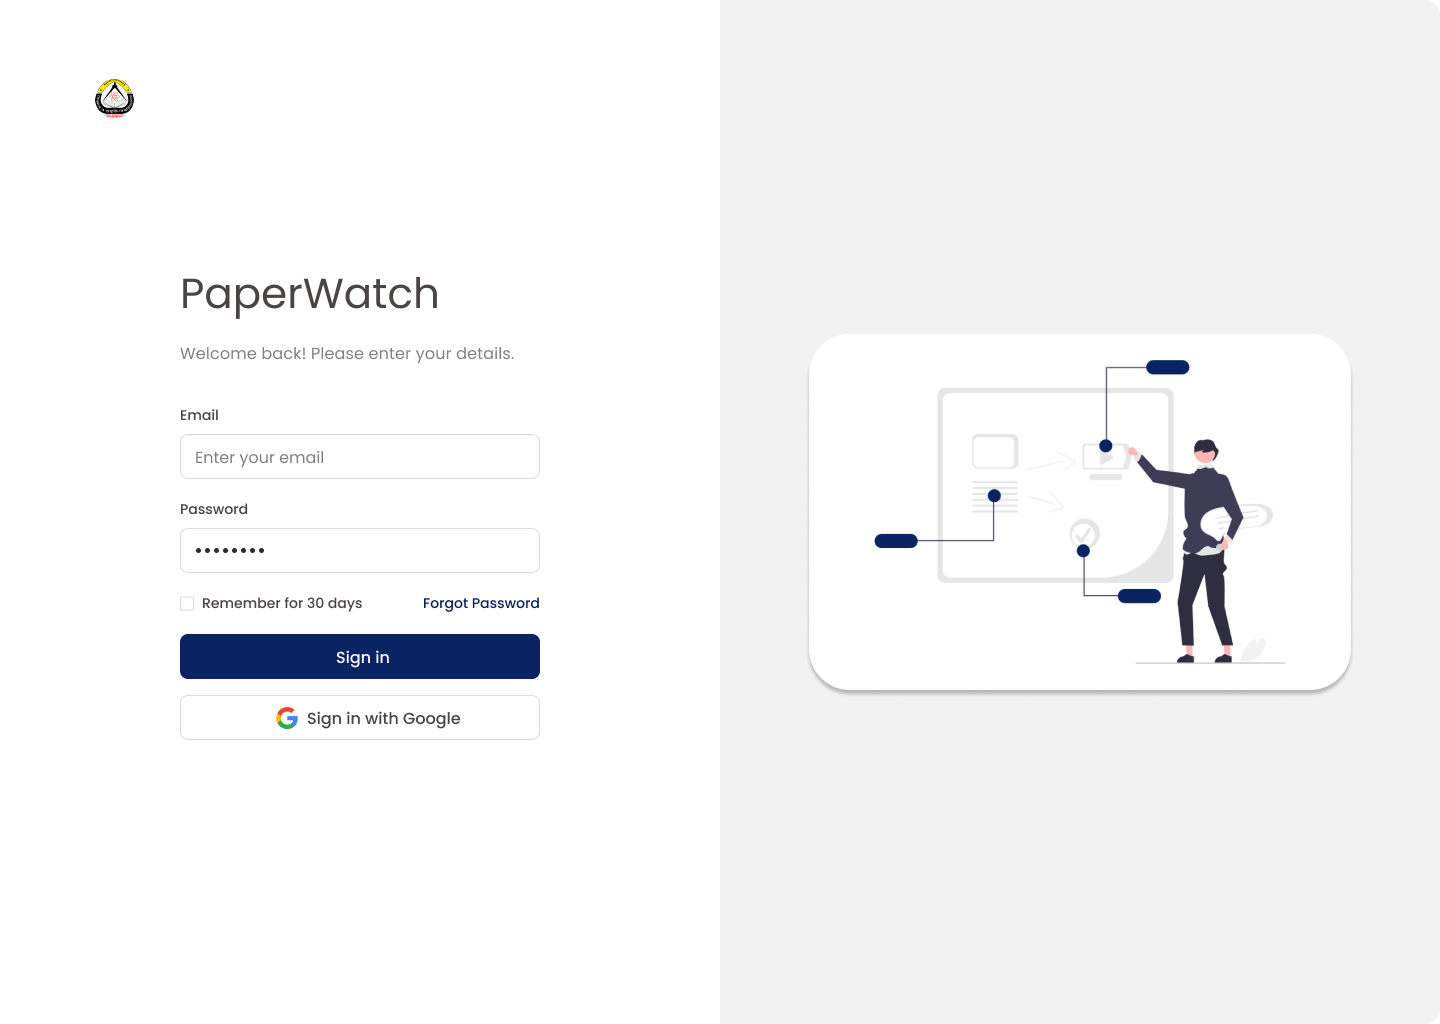 PaperWatch
Welcome back! Please enter your details.
Email
Enter your email
Password
••••••••
Remember for 30 days
Forgot Password
Sign in
Sign in with Google